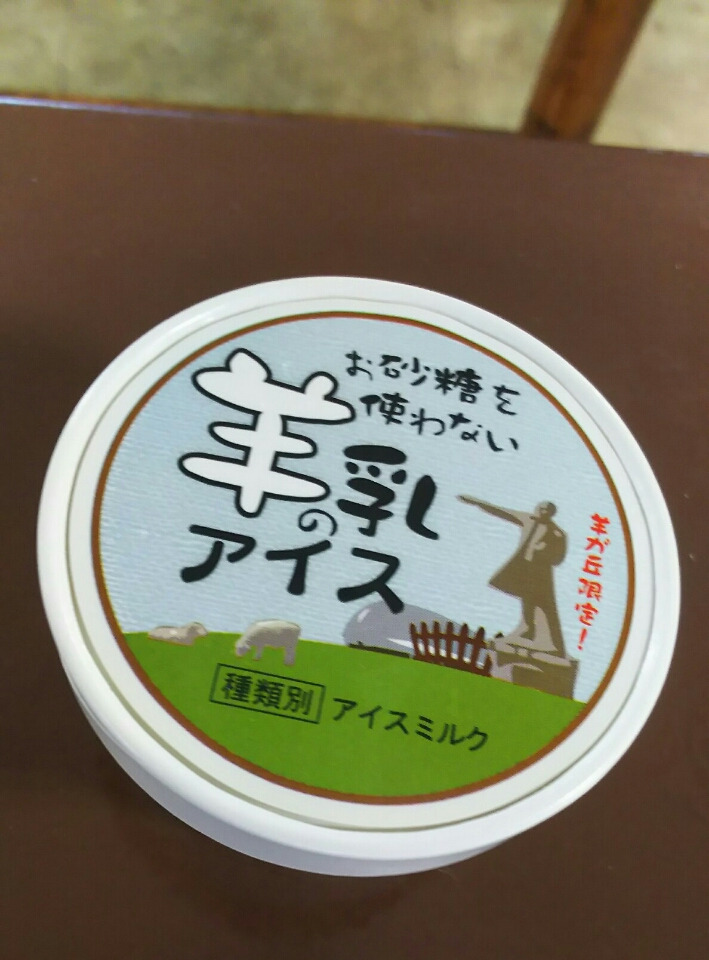 お砂糖を
使わない
羊乳
の
アイス
羊が丘限定!
種類別 アイスミルク